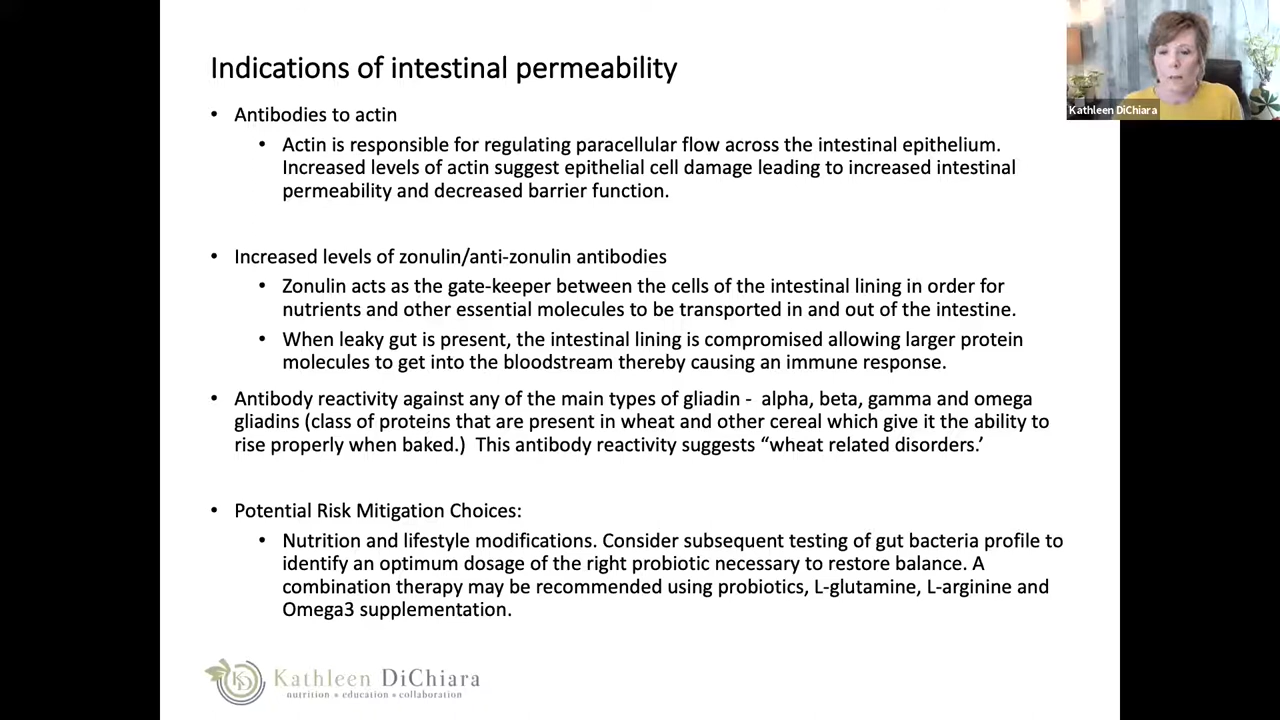 Indications of intestinal permeability
Kathleen DiChiara
• Antibodies to actin
• Actin is responsible for regulating paracellular flow across the intestinal epithelium.
Increased levels of actin suggest epithelial cell damage leading to increased intestinal
permeability and decreased barrier function.
• Increased levels of zonulin/anti-zonulin antibodies
• Zonulin acts as the gate-keeper between the cells of the intestinal lining in order for
nutrients and other essential molecules to be transported in and out of the intestine.
• When leaky gut is present, the intestinal lining is compromised allowing larger protein
molecules to get into the bloodstream thereby causing an immune response.
• Antibody reactivity against any of the main types of gliadin - alpha, beta, gamma and omega
gliadins (class of proteins that are present in wheat and other cereal which give it the ability to
rise properly when baked.) This antibody reactivity suggests “wheat related disorders.’
• Potential Risk Mitigation Choices:
• Nutrition and lifestyle modifications. Consider subsequent testing of gut bacteria profile to
identify an optimum dosage of the right probiotic necessary to restore balance. A
combination therapy may be recommended using probiotics, L-glutamine, L-arginine and
Omega3 supplementation.
KD Kathleen DiChiara
nutrition • education • collaboration